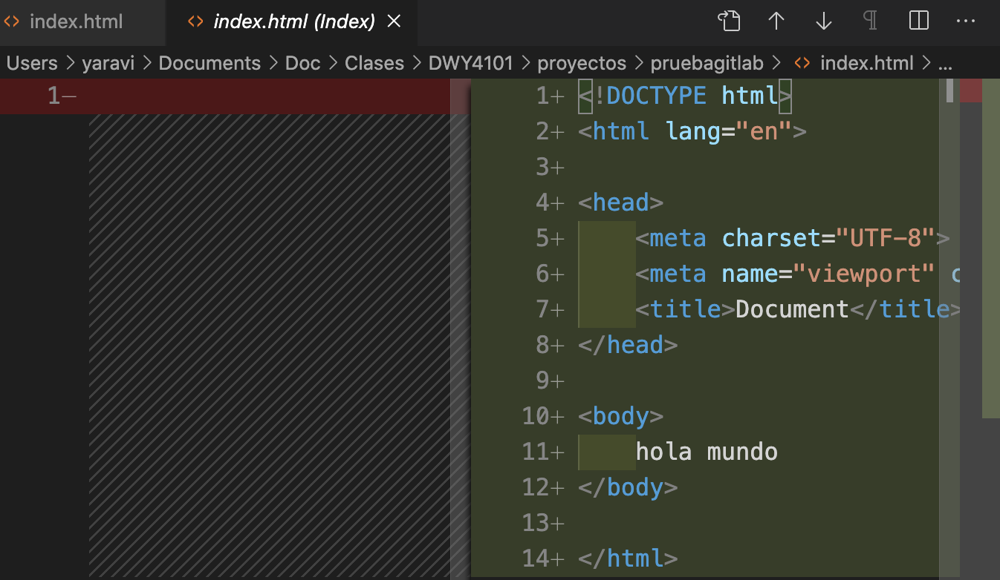 index.html index.html (Index)
Users > yaravi > Documents > Doc > Clases > DWY4101 > proyectos > pruebagitlab > index.html > ...
1−
1+ <!DOCTYPE html>
2+ <html lang="en">
3+
4+ <head>
5+ <meta charset="UTF-8">
6+ <meta name="viewport" c
7+ <title>Document</title>
8+ </head>
9+
10+ <body>
11+ hola mundo
12+ </body>
13+
14+ </html>